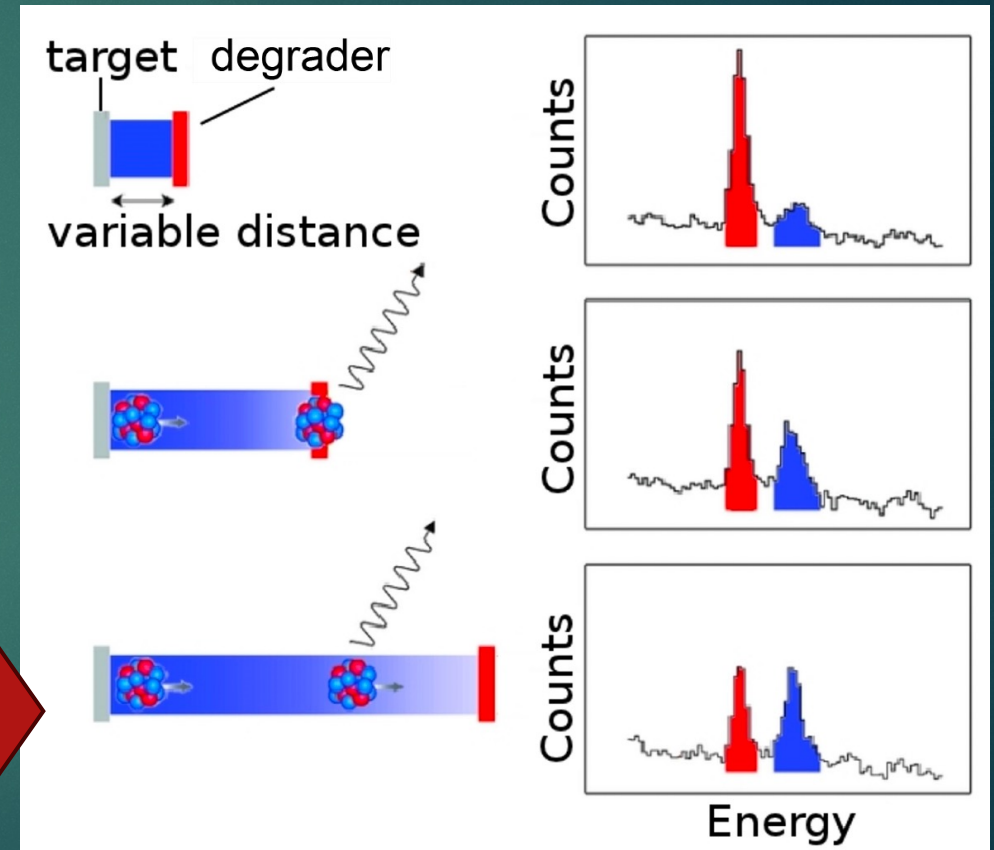 target degrader
variable distance
Counts
Counts
Counts
Energy